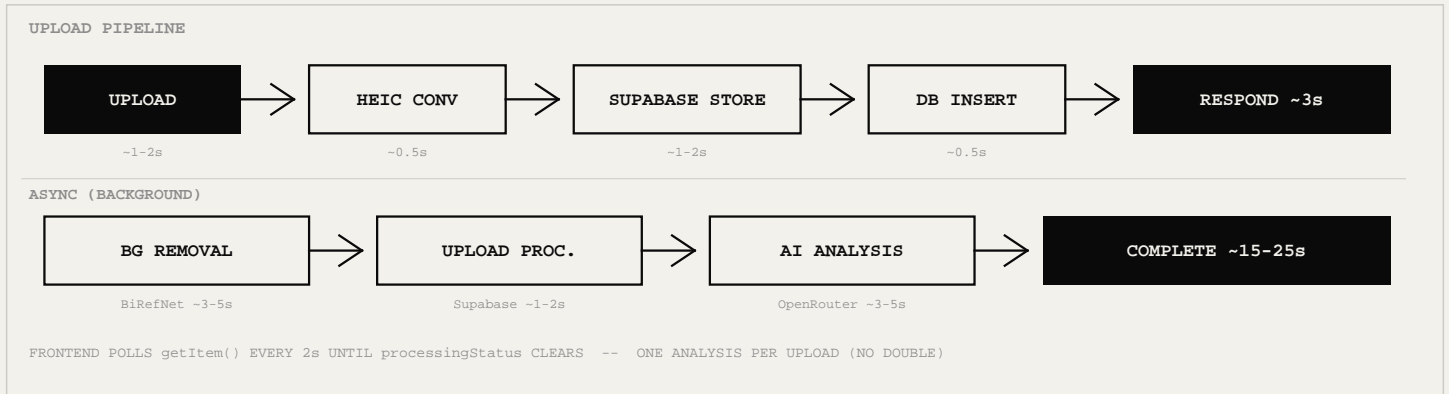 UPLOAD PIPELINE
UPLOAD
HEIC CONV
SUPABASE STORE
DB INSERT
RESPOND ~3s
~1-2s
~0.5s
~1-2s
~0.5s
ASYNC (BACKGROUND)
BG REMOVAL
UPLOAD PROC.
AI ANALYSIS
COMPLETE ~15-25s
BiRefNet ~3-5s
Supabase ~1-2s
OpenRouter ~3-5s
FRONTEND POLLS getItem() EVERY 2s UNTIL processingStatus CLEARS -- ONE ANALYSIS PER UPLOAD (NO DOUBLE)